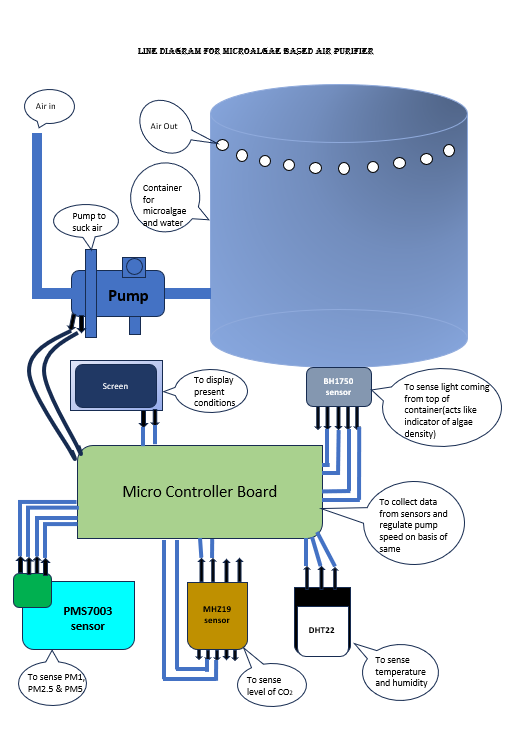 LINE DIAGRAM FOR MICROALGAE BASED AIR PURIFIER
Air in
Air Out
Container
for
microalgae
and water
Pump to
suck air
Pump
Screen
To display
present
conditions
BH1750
sensor
To sense light coming
from top of
container(acts like
indicator of algae
density)
Micro Controller Board
To collect data
from sensors and
regulate pump
speed on basis of
same
PMS7003
sensor
MHZ19
sensor
DHT22
To sense PM1,
PM2.5 & PM5
To sense
level of CO₂
To sense
temperature
and humidity